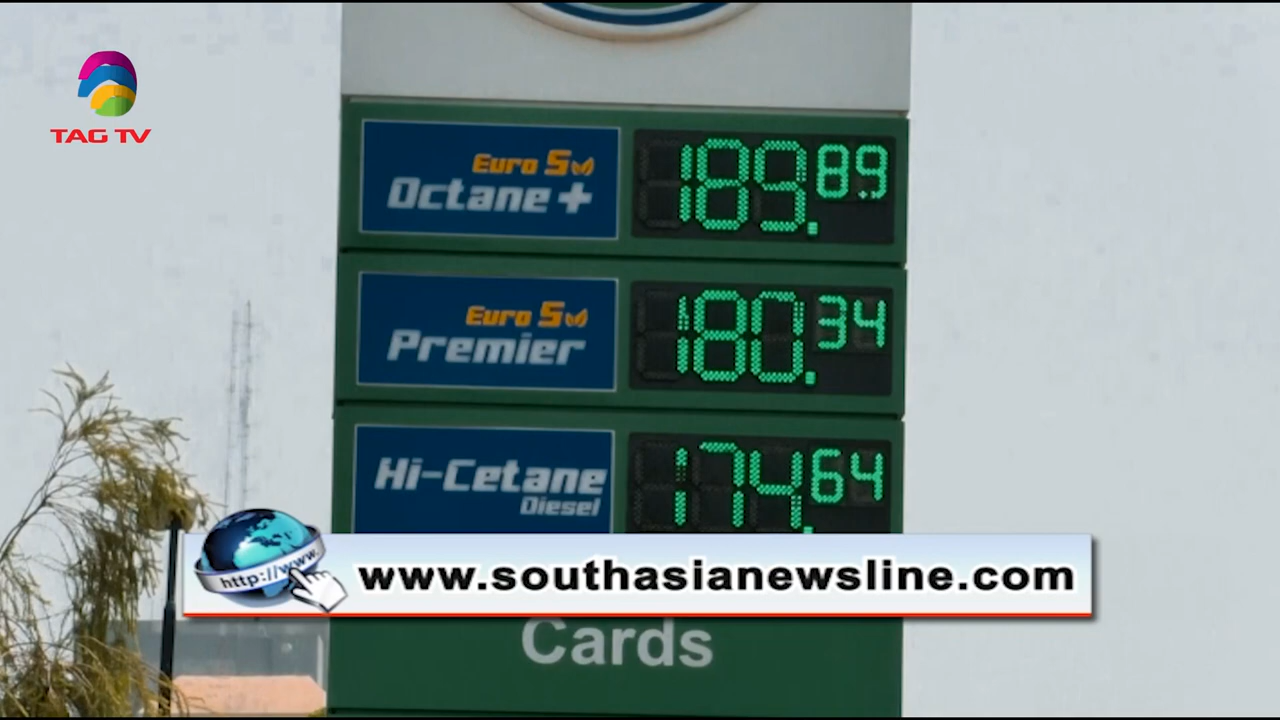 TAG TV
Euro 5
Octane +
189.89
Euro 5
Premier
180.34
Hi-Cetane
Diesel
174.64
http://www.
www.southasianewsline.com
Cards